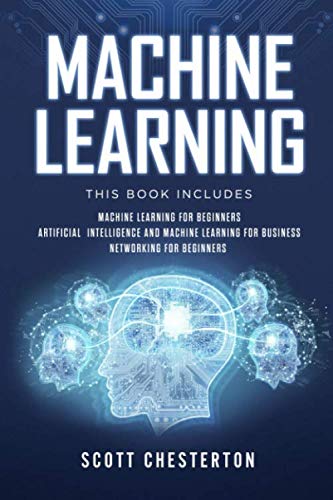 MACHINE
LEARNING
THIS BOOK INCLUDES
MACHINE LEARNING FOR BEGINNERS
ARTIFICIAL INTELLIGENCE AND MACHINE LEARNING FOR BUSINESS
NETWORKING FOR BEGINNERS
SCOTT CHESTERTON